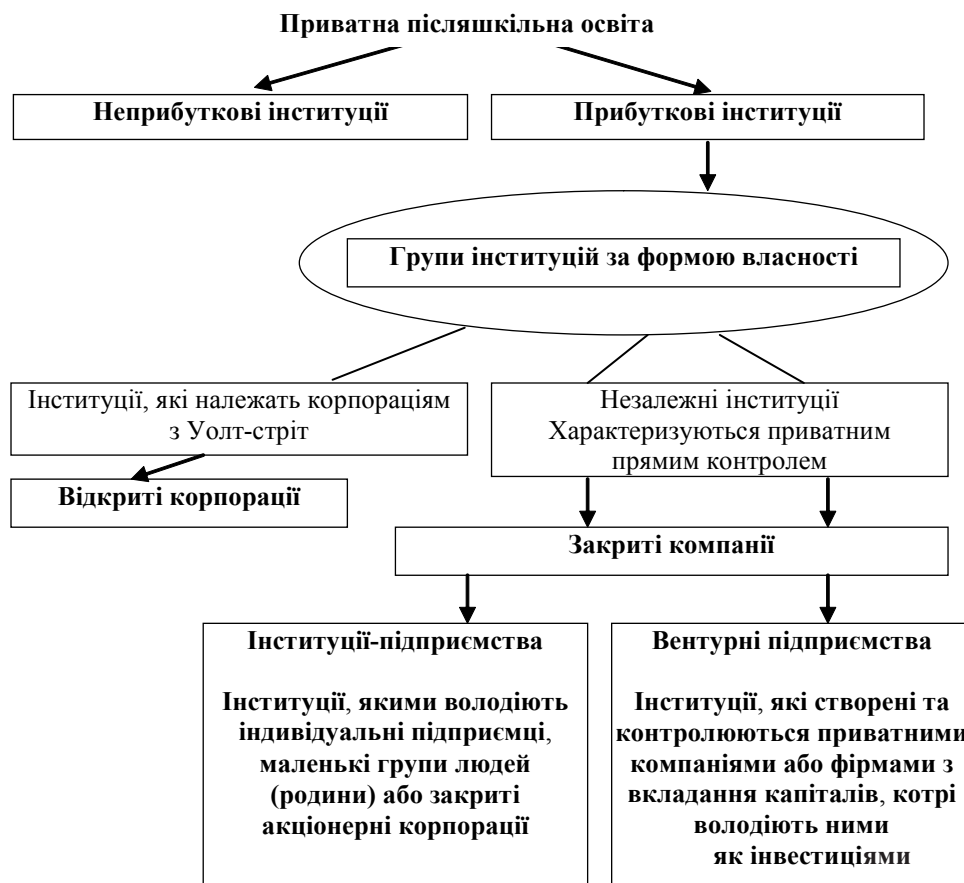 Приватна післяшкільна освіта
Неприбуткові інституції
Прибуткові інституції
Групи інституцій за формою власності
Інституції, які належать корпораціям
з Уолт-стріт
Незалежні інституції
Характеризуються приватним
прямим контролем
Відкриті корпорації
Закриті компанії
Інституції-підприємства
Інституції, якими володіють
індивідуальні підприємці,
маленькі групи людей
(родини) або закриті
акціонерні корпорації
Вентурні підприємства
Інституції, які створені та
контролюються приватними
компаніями або фірмами з
вкладання капіталів, котрі
володіють ними
як інвестиціями